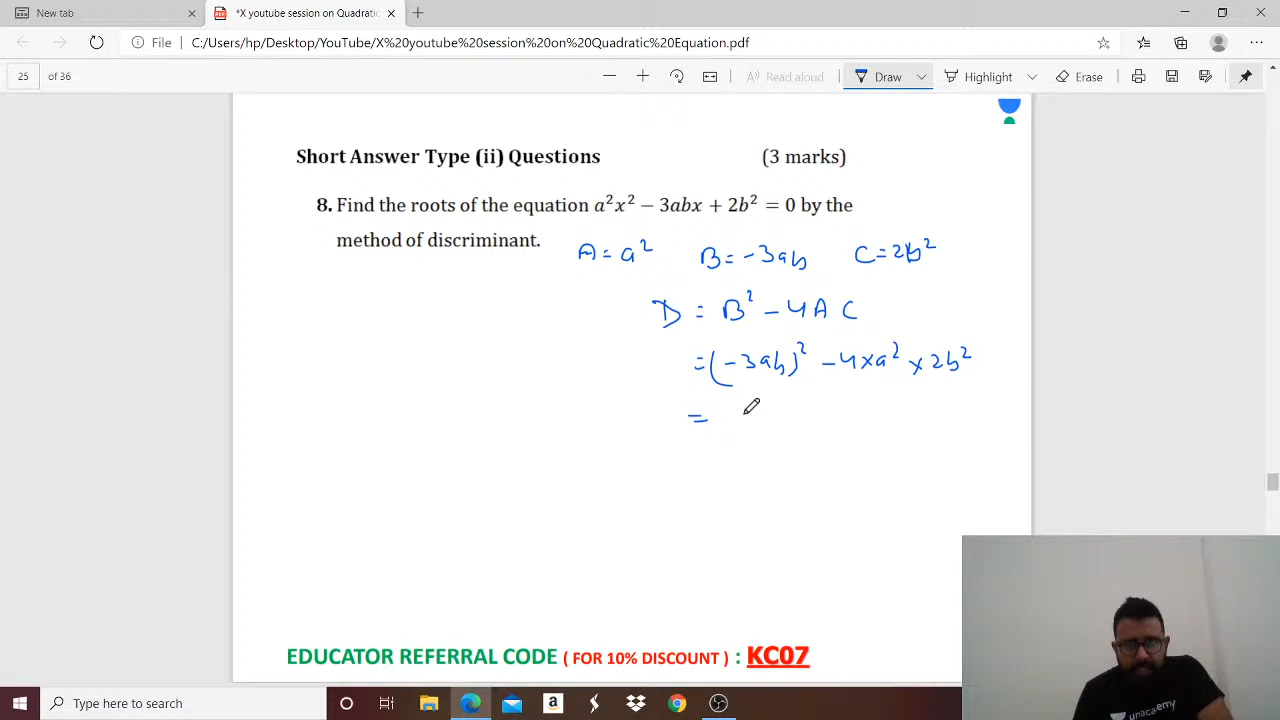 New tab
*X youtube session on Quadratic
File C:/Users/hp/Desktop/YouTube/X%20youtube%20session%20on%20Quadratic%20Equation.pdf
25 of 36 Read aloud Draw Highlight Erase
Short Answer Type (ii) Questions (3 marks)
8. Find the roots of the equation a²x² − 3abx + 2b² = 0 by the
method of discriminant.
A = a² B = -3ab C = 2b²
D = B² - 4AC
= (-3ab)² - 4×a² × 2b²
=
EDUCATOR REFERRAL CODE ( FOR 10% DISCOUNT ) : KC07
unacademy
Type here to search